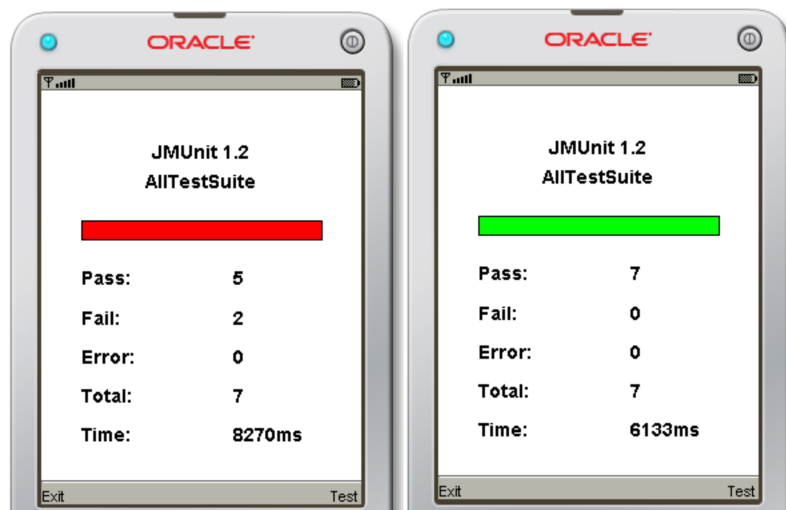 ORACLE
JMUnit 1.2
AllTestSuite
Pass: 5
Fail: 2
Error: 0
Total: 7
Time: 8270ms
Exit Test
ORACLE
JMUnit 1.2
AllTestSuite
Pass: 7
Fail: 0
Error: 0
Total: 7
Time: 6133ms
Exit Test